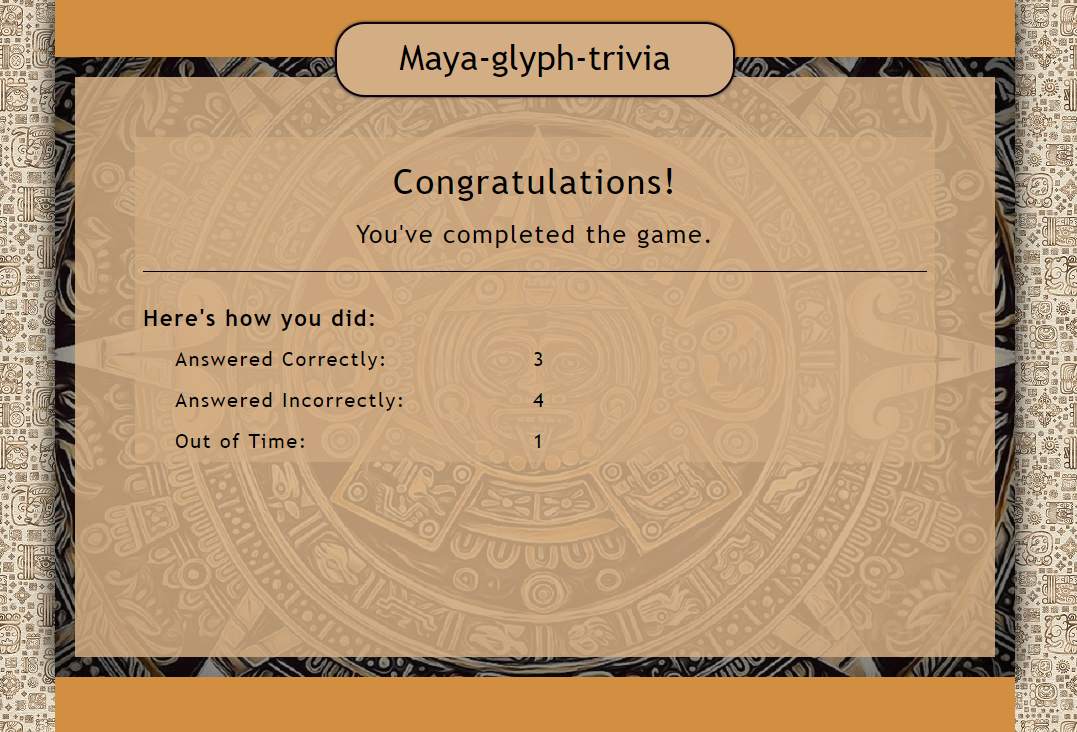 Maya-glyph-trivia
Congratulations!
You've completed the game.
Here's how you did:
Answered Correctly: 3
Answered Incorrectly: 4
Out of Time: 1